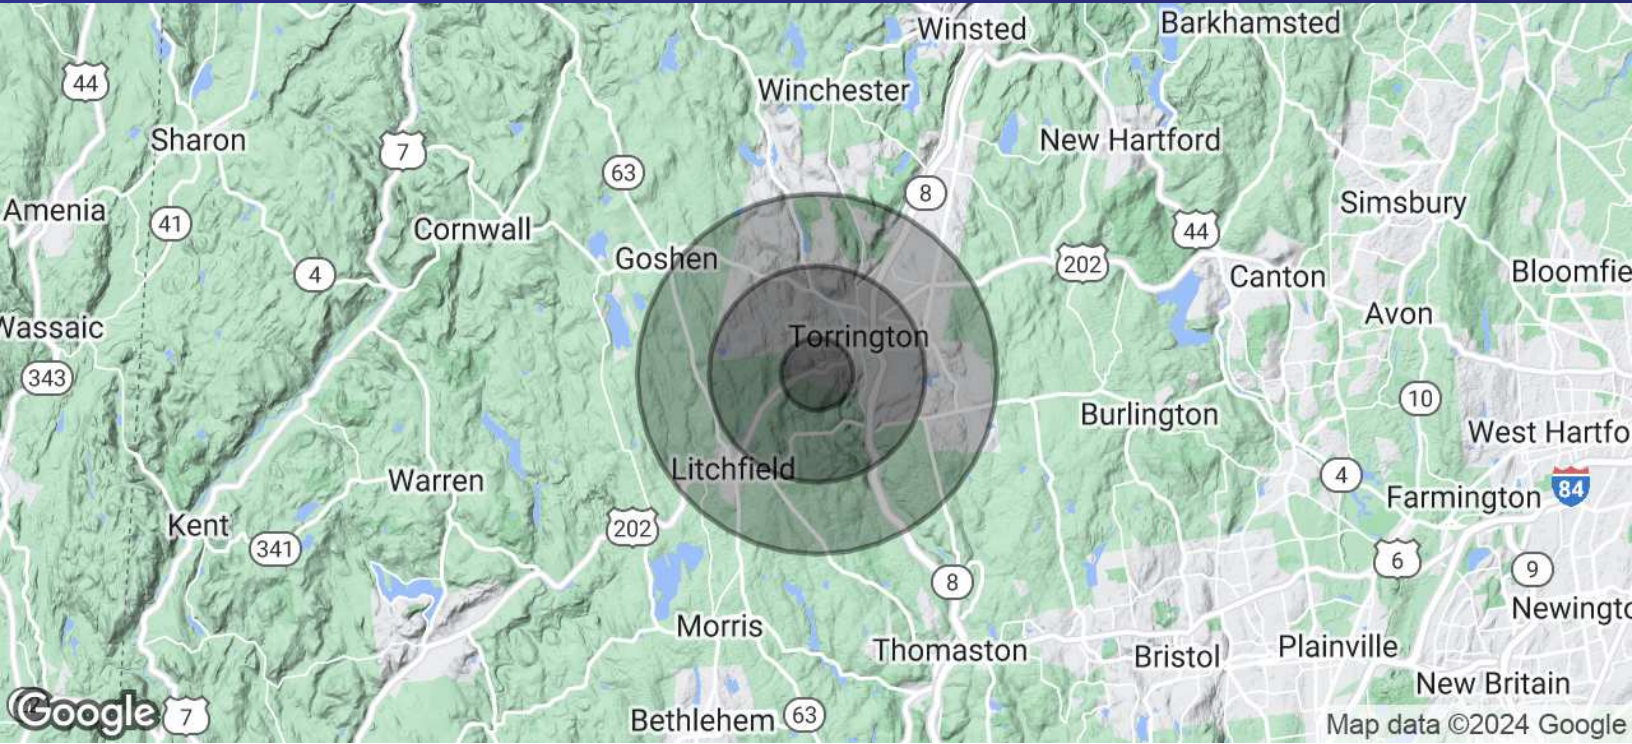 Winsted
Barkhamsted
44
Winchester
Sharon
7
New Hartford
63
8
Amenia
41
Cornwall
Simsbury
44
Goshen
4
202
Canton
Bloomfie
Wassaic
Avon
Torrington
343
10
Burlington
West Hartfo
Litchfield
4
Warren
84
Farmington
Kent
202
341
6
9
8
Newingto
Morris
Thomaston
Bristol
Plainville
New Britain
Google
7
Bethlehem
63
Map data ©2024 Google